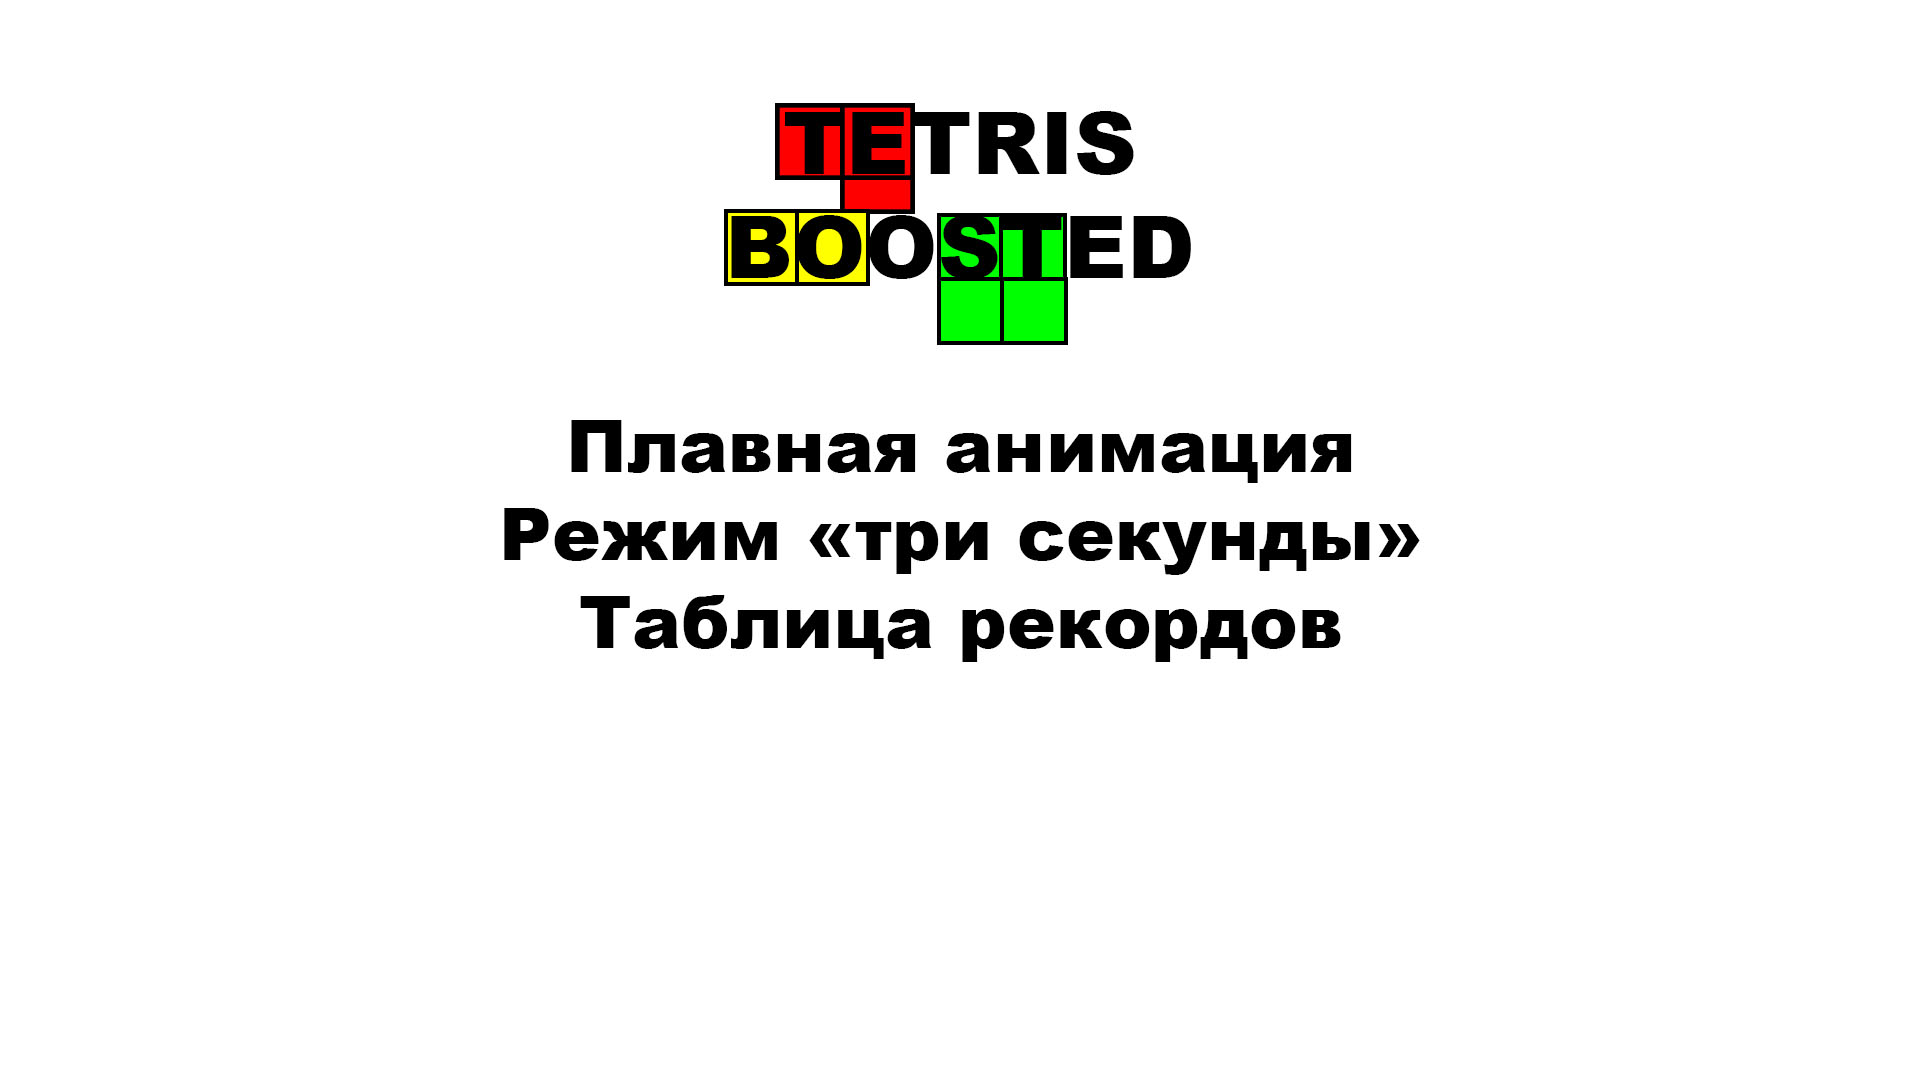 TETRIS
BOOSTED
Плавная анимация
Режим «три секунды»
Таблица рекордов